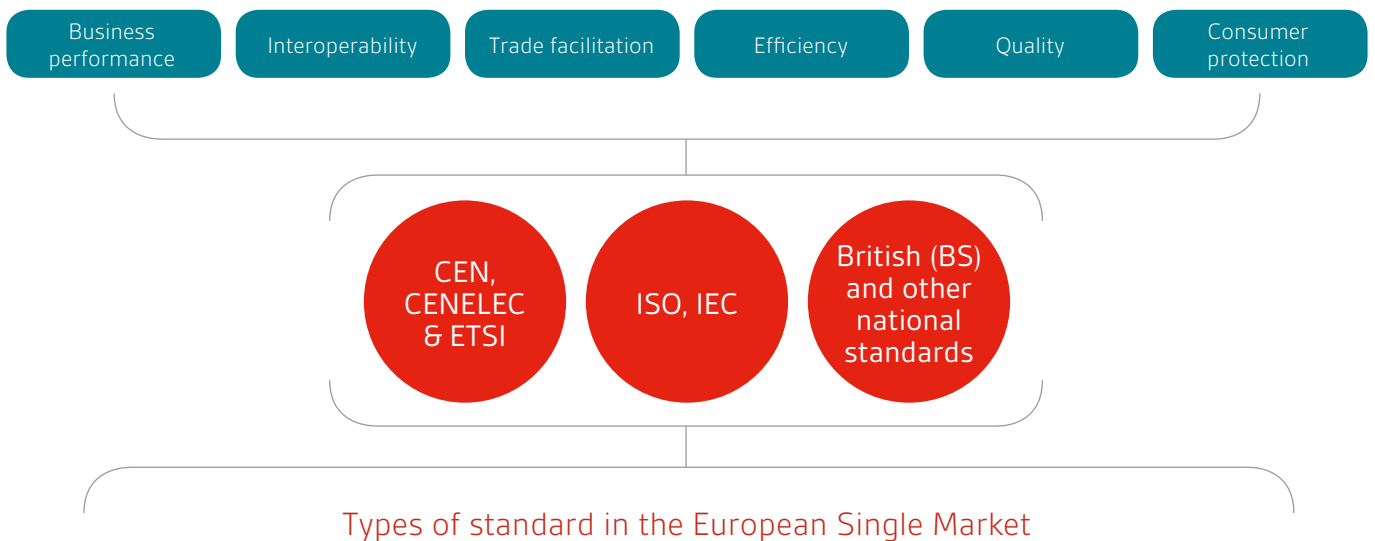 Business
performance
Interoperability
Trade facilitation
Efficiency
Quality
Consumer
protection
CEN,
CENELEC
& ETSI
ISO, IEC
British (BS)
and other
national
standards
Types of standard in the European Single Market